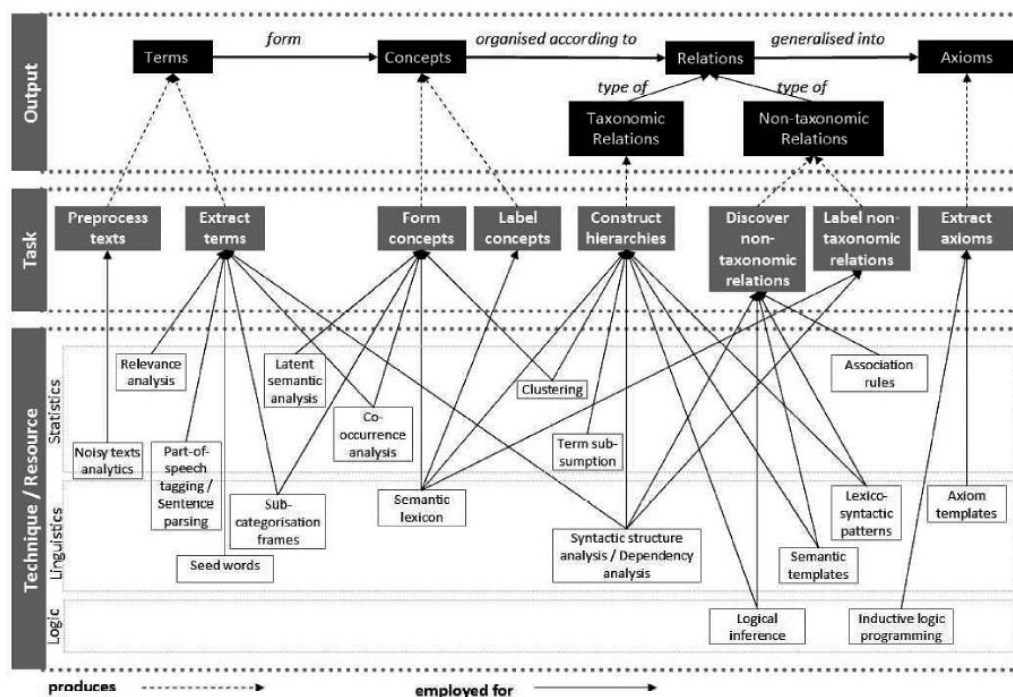 Output
form
organised according to
generalised into
Terms
Concepts
Relations
Axioms
type of
type of
Taxonomic
Relations
Non-taxonomic
Relations
Task
Preprocess
texts
Extract
terms
Form
concepts
Label
concepts
Construct
hierarchies
Discover
non-
taxonomic
relations
Label non-
taxonomic
relations
Extract
axioms
Technique / Resource
Statistics
Relevance
analysis
Latent
semantic
analysis
Clustering
Association
rules
Co-
occurrence
analysis
Term sub-
sumption
Noisy texts
analytics
Linguistics
Part-of-
speech
tagging /
Sentence
parsing
Sub-
categorisation
frames
Semantic
lexicon
Lexico-
syntactic
patterns
Axiom
templates
Syntactic structure
analysis / Dependency
analysis
Semantic
templates
Seed words
Logic
Logical
inference
Inductive logic
programming
produces
employed for